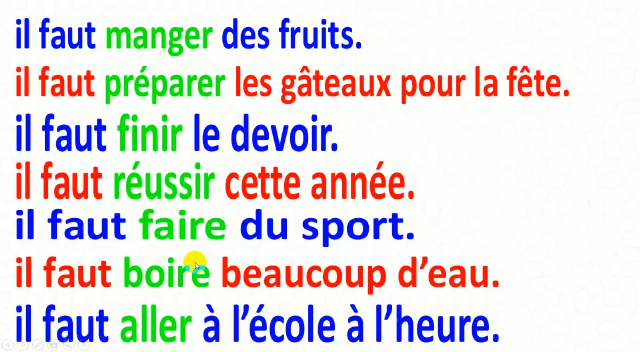 il faut manger des fruits.
il faut préparer les gâteaux pour la fête.
il faut finir le devoir.
il faut réussir cette année.
il faut faire du sport.
il faut boire beaucoup d’eau.
il faut aller à l’école à l’heure.